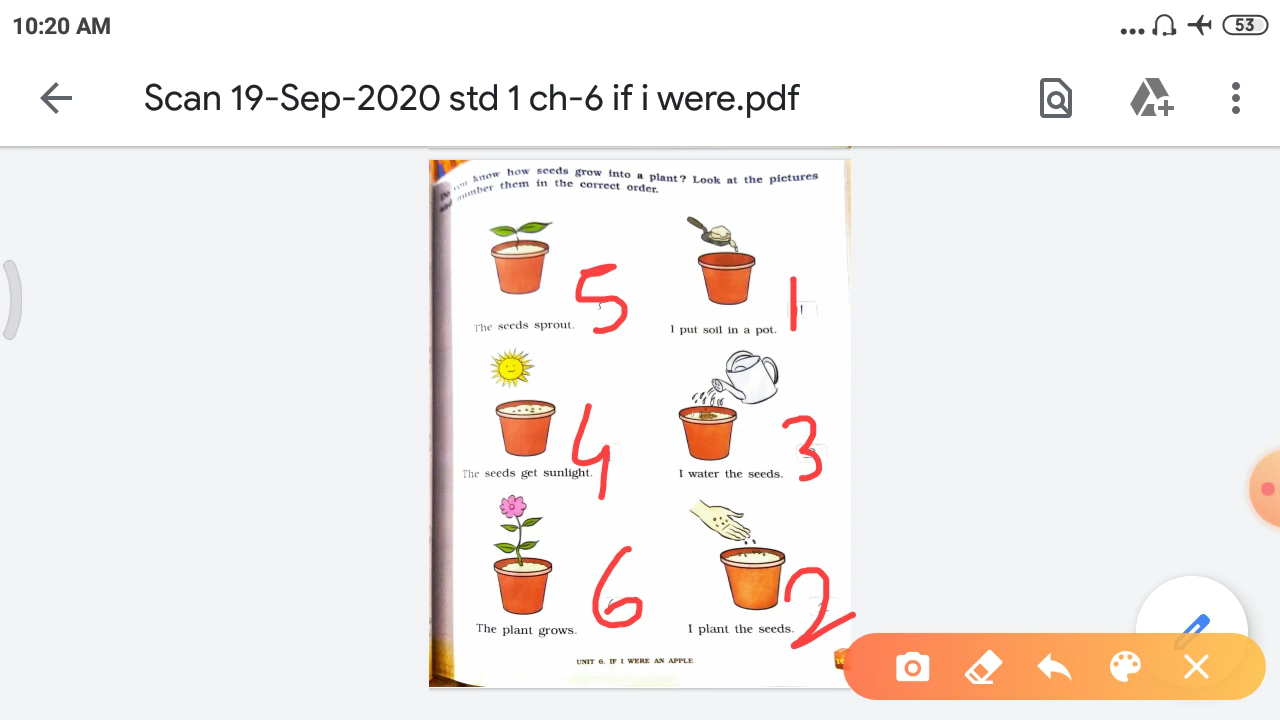 10:20 AM
53
Scan 19-Sep-2020 std 1 ch-6 if i were.pdf
know how seeds grow into a plant? Look at the pictures
number them in the correct order.
5
1
The seeds sprout.
I put soil in a pot.
4
3
The seeds get sunlight.
I water the seeds.
6
2
The plant grows.
I plant the seeds.
UNIT 6. IF I WERE AN APPLE